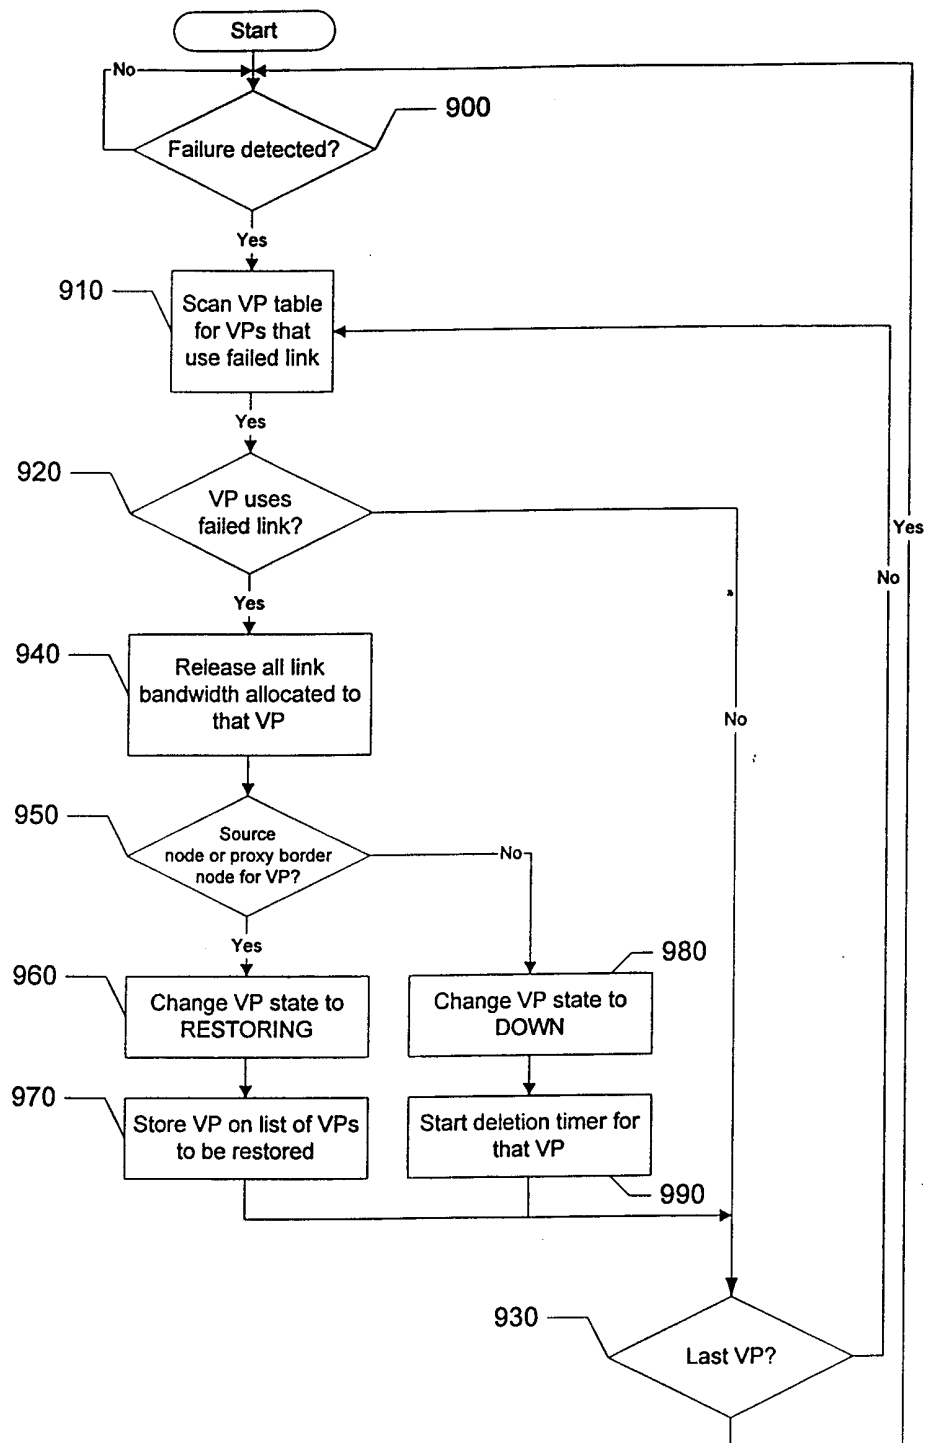 Start
No
900
Failure detected?
Yes
910
Scan VP table
for VPs that
use failed link
Yes
920
VP uses
failed link?
Yes
No
Yes
940
Release all link
bandwidth allocated to
that VP
No
950
Source
node or proxy border
node for VP?
No
Yes
960
Change VP state to
RESTORING
980
Change VP state to
DOWN
970
Store VP on list of VPs
to be restored
Start deletion timer for
that VP
990
930
Last VP?